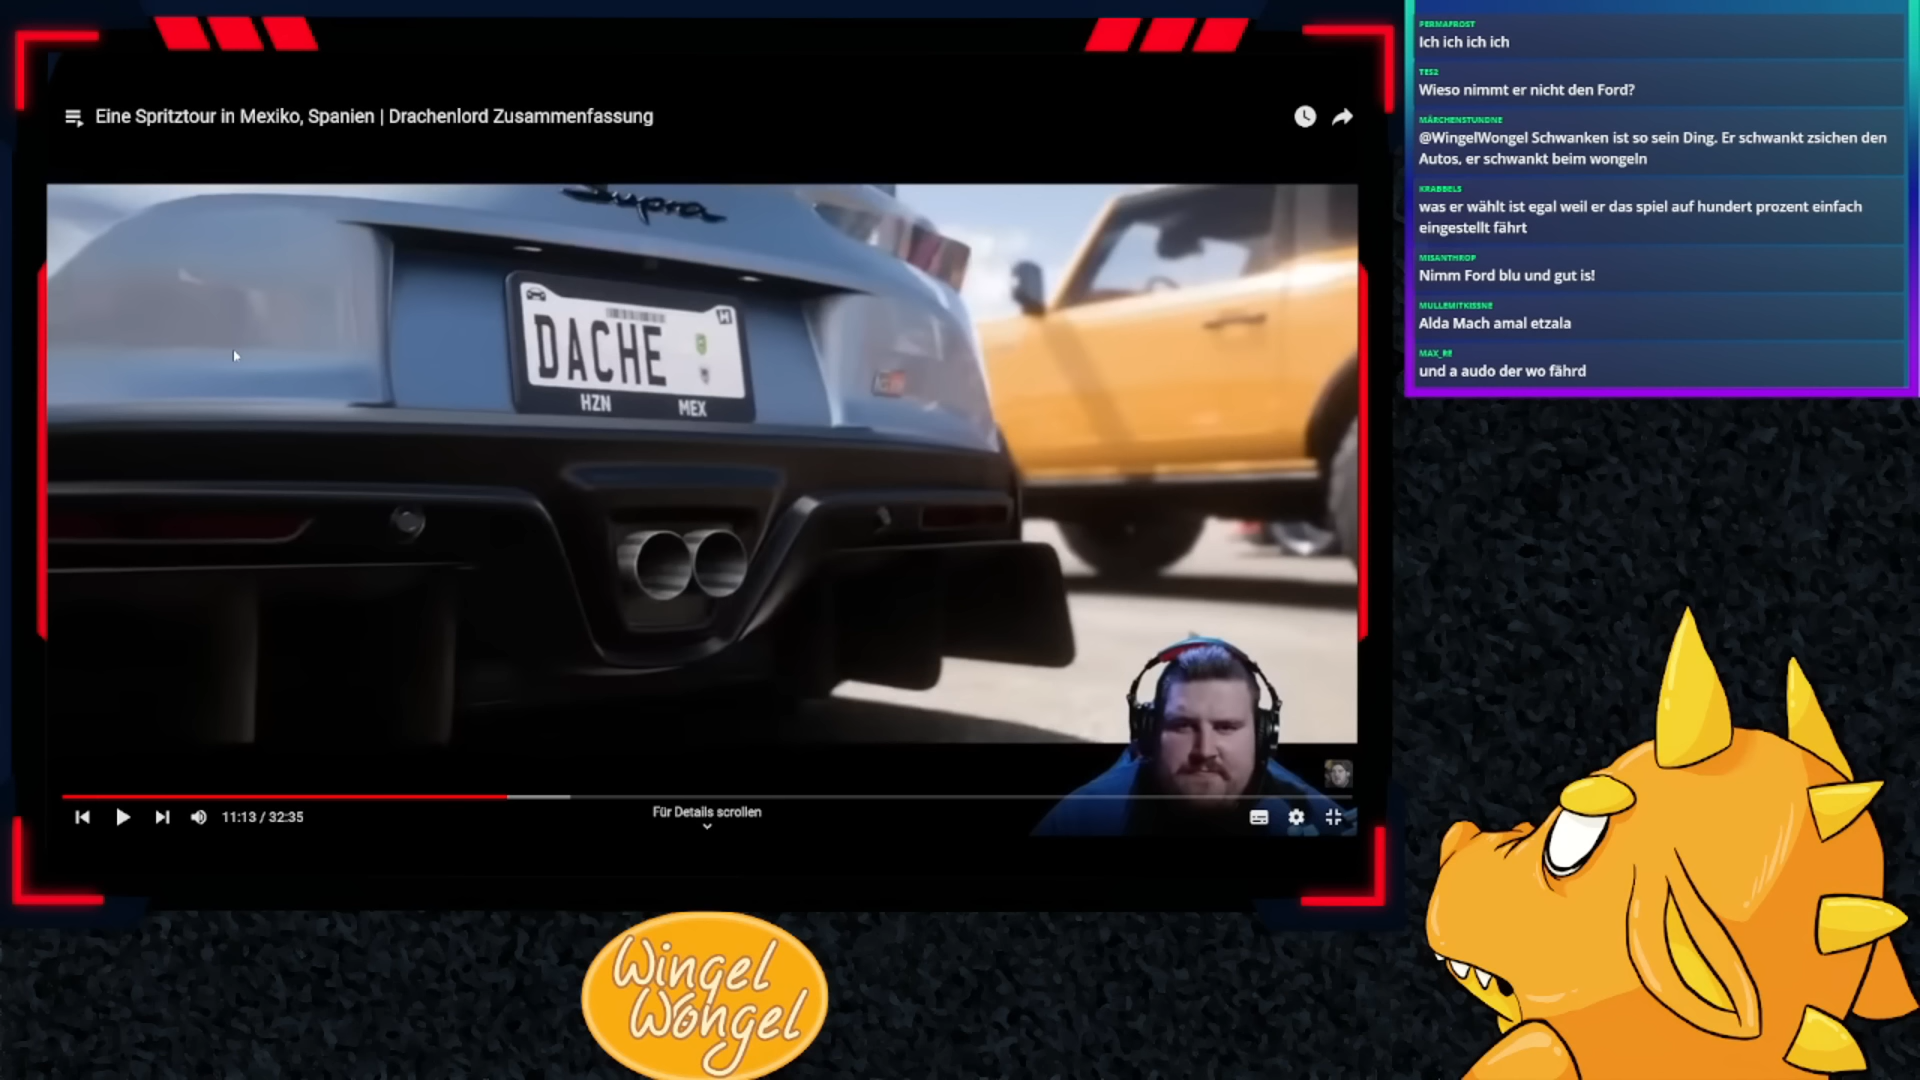 Eine Spritztour in Mexiko, Spanien | Drachenlord Zusammenfassung
Supra
DACHE
HZN MEX
11:13 / 32:35
Für Details scrollen
PERMAFROST
Ich ich ich ich
TES2
Wieso nimmt er nicht den Ford?
MÄRCHENSTUNDNE
@WingelWongel Schwanken ist so sein Ding. Er schwankt zsichen den
Autos, er schwankt beim wongeln
KRABBELS
was er wählt ist egal weil er das spiel auf hundert prozent einfach
eingestellt fährt
MISANTHROP
Nimm Ford blu und gut is!
MULLEMITKISSNE
Alda Mach amal etzala
MAX_RE
und a audo der wo fährd
Wingel
Wongel